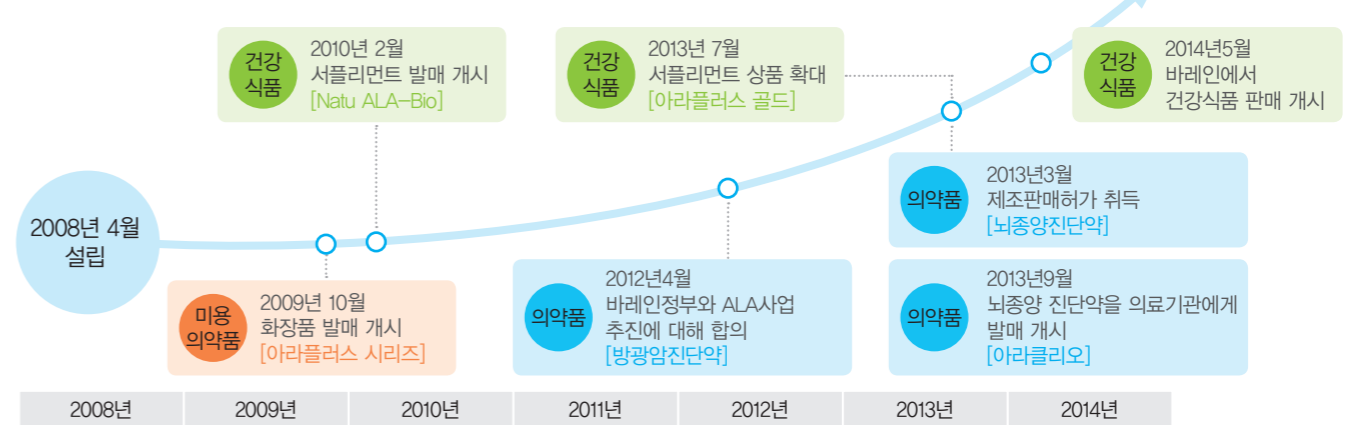 건강
식품
2010년 2월
서플리먼트 발매 개시
[Natu ALA-Bio]
건강
식품
2013년 7월
서플리먼트 상품 확대
[아라플러스 골드]
건강
식품
2014년5월
바레인에서
건강식품 판매 개시
의약품
2013년3월
제조판매허가 취득
[뇌종양진단약]
2008년 4월
설립
미용
의약품
2009년 10월
화장품 발매 개시
[아라플러스 시리즈]
의약품
2012년4월
바레인정부와 ALA사업
추진에 대해 합의
[방광암진단약]
의약품
2013년9월
뇌종양 진단약을 의료기관에게
발매 개시
[아라클리오]
2008년
2009년
2010년
2011년
2012년
2013년
2014년